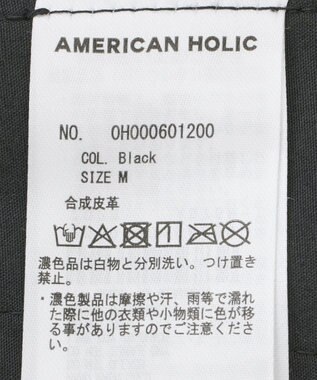 AMERICAN HOLIC
NO. 0H000601200
COL. Black
SIZE M
合成皮革
濃色品は白物と分別洗い。つけ置き
禁止。
・濃色製品は摩擦や汗、雨等で濡れ
た際に他の衣類や小物類に色が移
る事がありますのでご注意くださ
い。